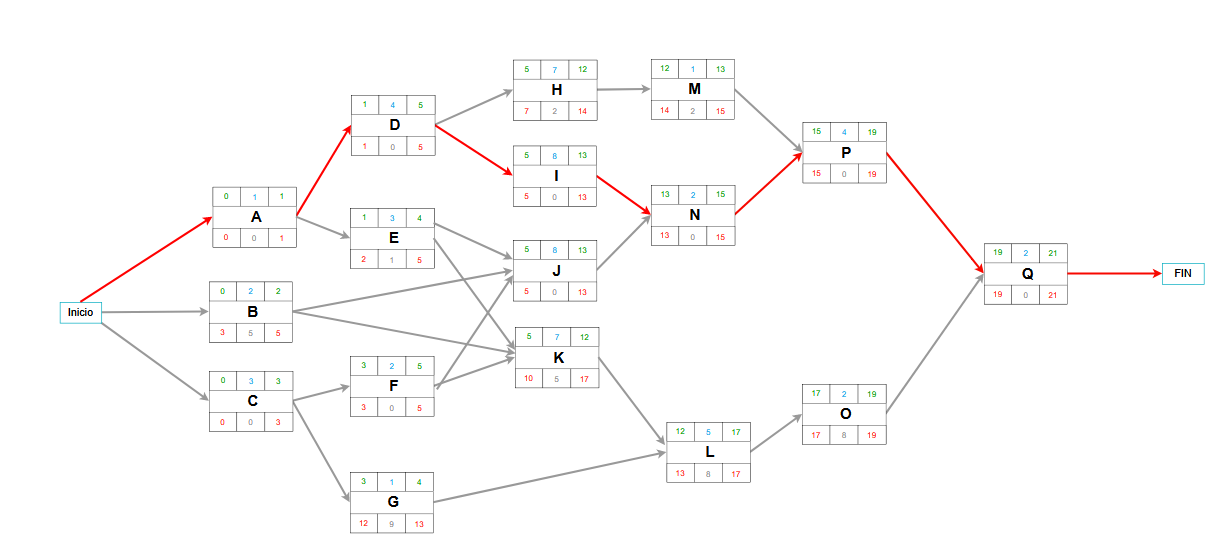 Inicio
0 1 1
A
0 0 1
0 2 2
B
3 5 5
0 3 3
C
0 0 3
1 4 5
D
1 0 5
1 3 4
E
2 1 5
3 2 5
F
3 0 5
3 1 4
G
12 9 13
5 7 12
H
7 2 14
5 8 13
I
5 0 13
5 8 13
J
5 0 13
5 7 12
K
10 5 17
12 1 13
M
14 2 15
13 2 15
N
13 0 15
12 5 17
L
13 8 17
15 4 19
P
15 0 19
17 2 19
O
17 8 19
19 2 21
Q
19 0 21
FIN